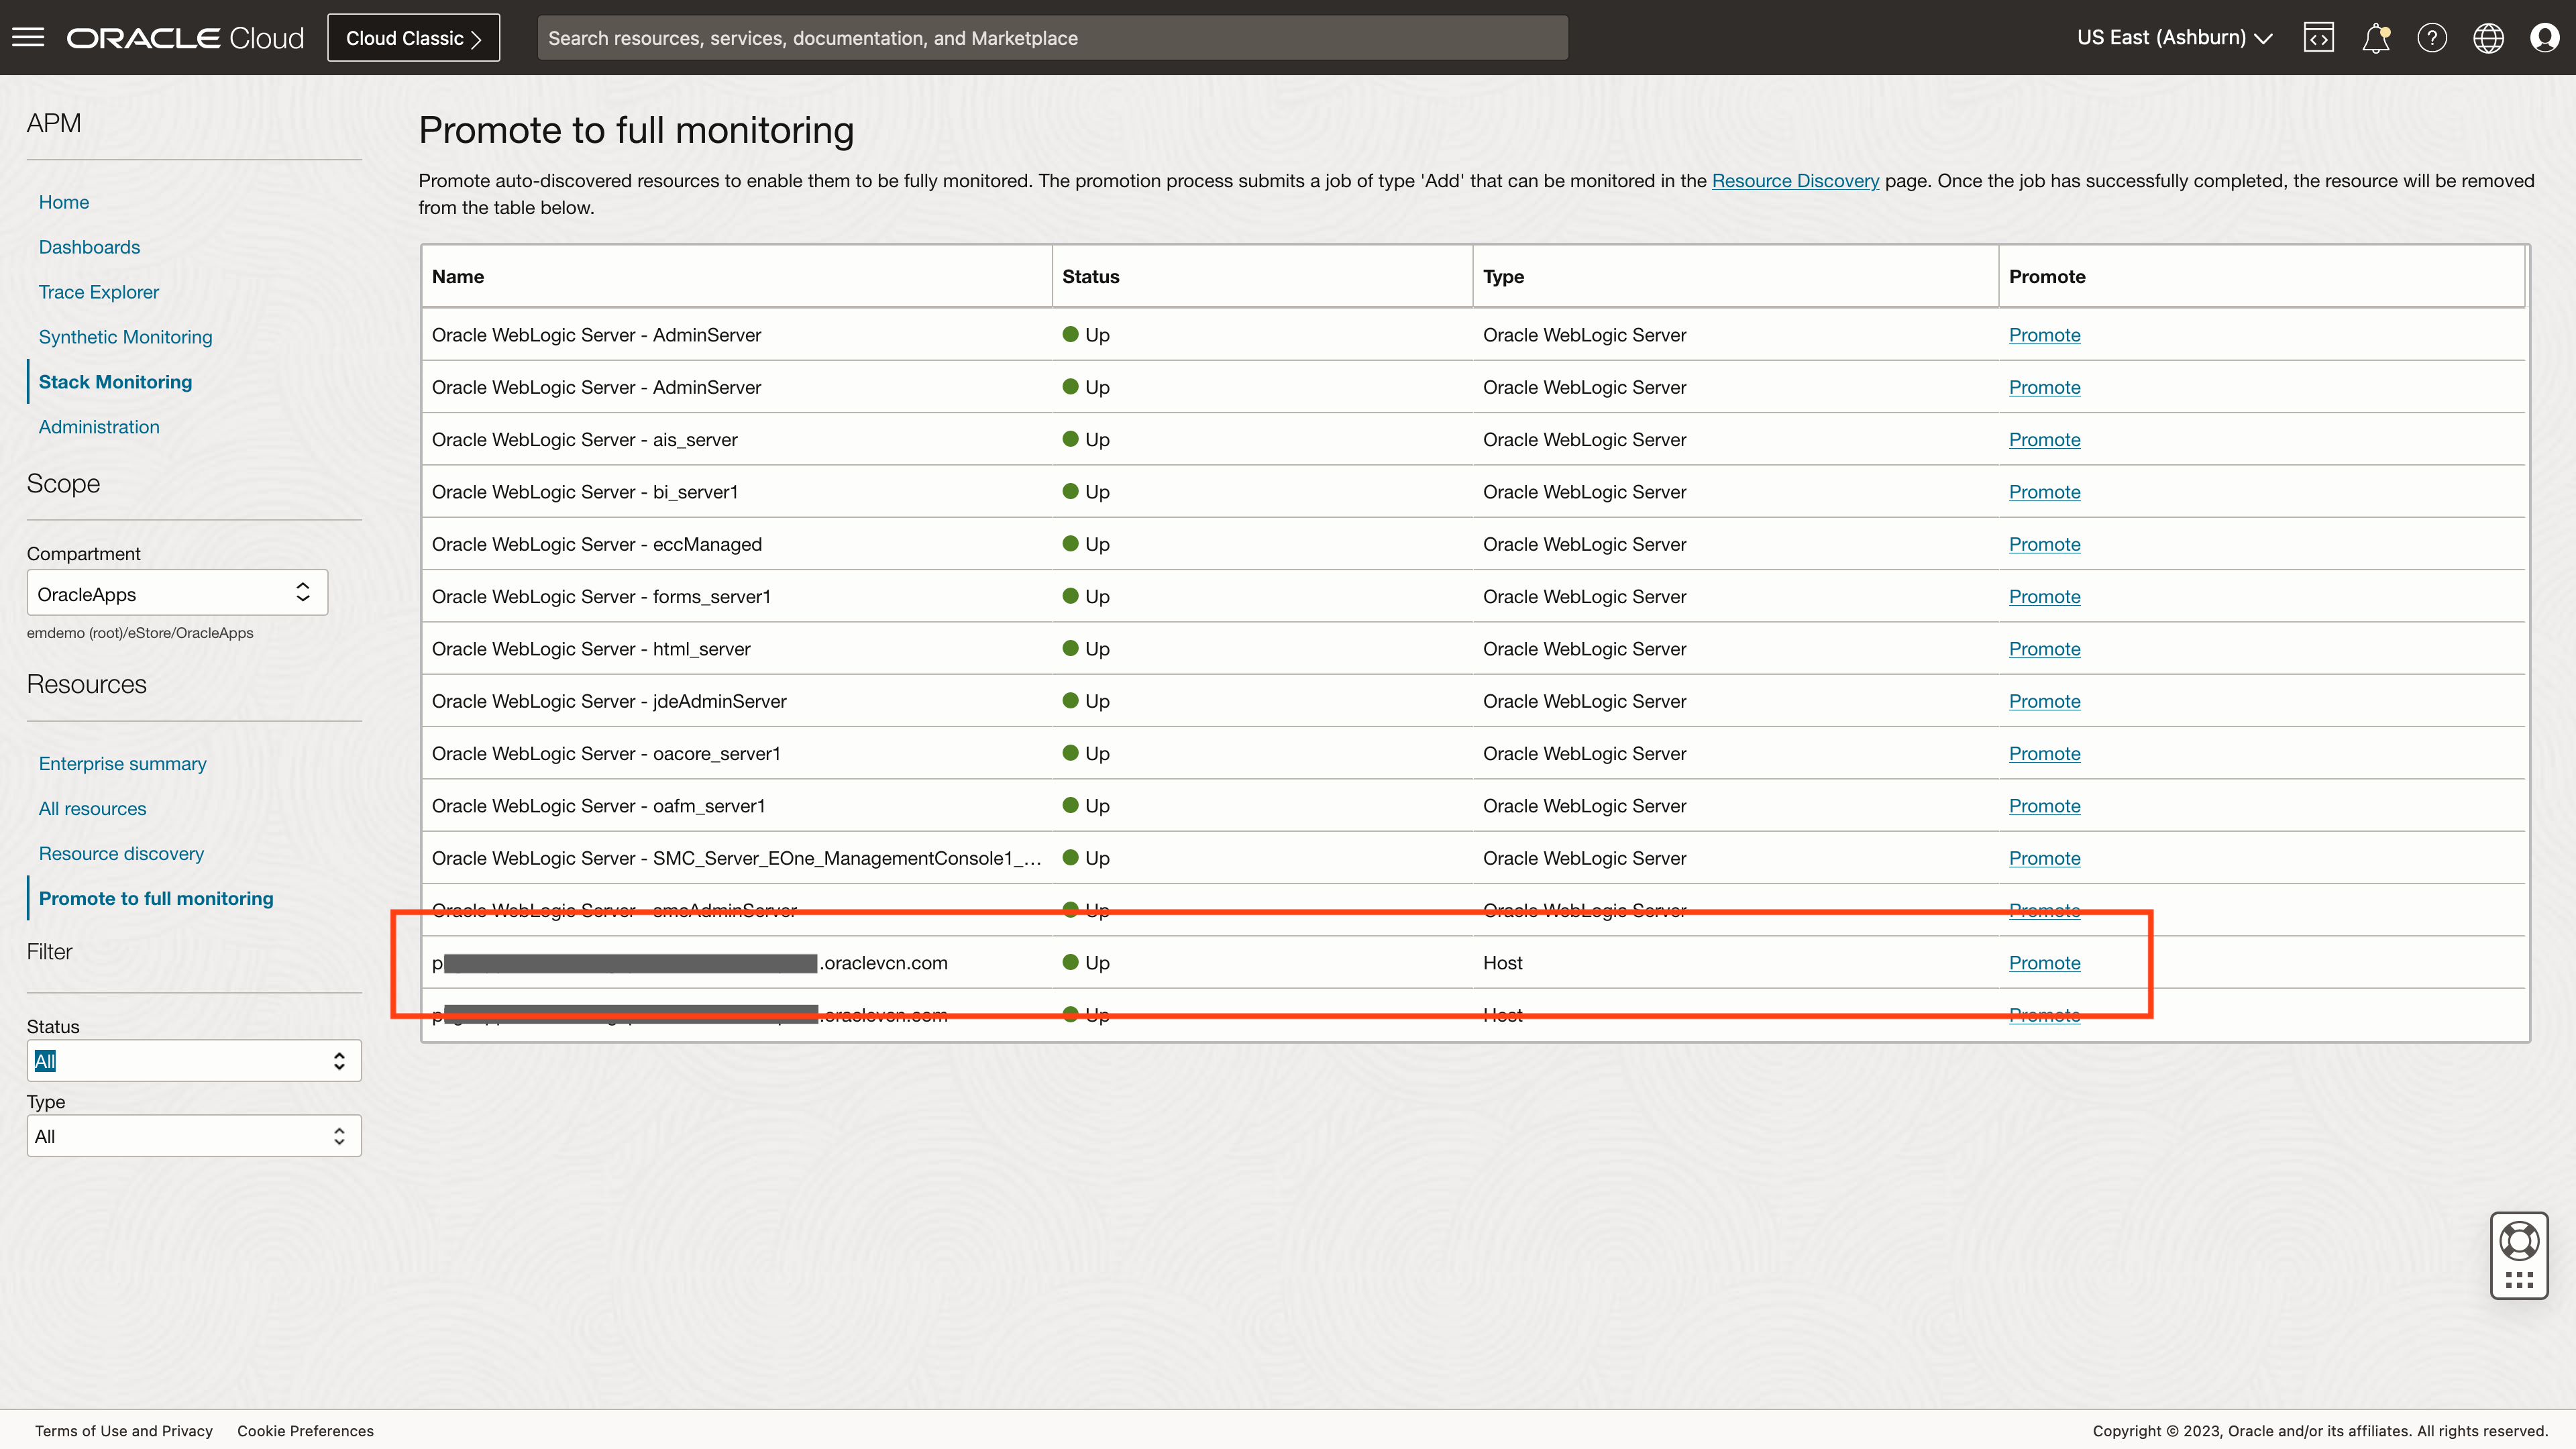 ORACLE Cloud
Cloud Classic
Search resources, services, documentation, and Marketplace
US East (Ashburn)
APM
Home
Dashboards
Trace Explorer
Synthetic Monitoring
Stack Monitoring
Administration
Scope
Compartment
OracleApps
emdemo (root)/eStore/OracleApps
Resources
Enterprise summary
All resources
Resource discovery
Promote to full monitoring
Filter
Status
All
Type
All
Promote to full monitoring
Promote auto-discovered resources to enable them to be fully monitored. The promotion process submits a job of type 'Add' that can be monitored in the Resource Discovery page. Once the job has successfully completed, the resource will be removed
from the table below.
Name Status Type Promote
Oracle WebLogic Server - AdminServer Up Oracle WebLogic Server Promote
Oracle WebLogic Server - AdminServer Up Oracle WebLogic Server Promote
Oracle WebLogic Server - ais_server Up Oracle WebLogic Server Promote
Oracle WebLogic Server - bi_server1 Up Oracle WebLogic Server Promote
Oracle WebLogic Server - eccManaged Up Oracle WebLogic Server Promote
Oracle WebLogic Server - forms_server1 Up Oracle WebLogic Server Promote
Oracle WebLogic Server - html_server Up Oracle WebLogic Server Promote
Oracle WebLogic Server - jdeAdminServer Up Oracle WebLogic Server Promote
Oracle WebLogic Server - oacore_server1 Up Oracle WebLogic Server Promote
Oracle WebLogic Server - oafm_server1 Up Oracle WebLogic Server Promote
Oracle WebLogic Server - SMC_Server_EOne_ManagementConsole1_... Up Oracle WebLogic Server Promote
Oracle WebLogic Server - smcAdminServer Up Oracle WebLogic Server Promote
p .oraclevcn.com Up Host Promote
p .oraclevcn.com Up Host Promote
Terms of Use and Privacy Cookie Preferences
Copyright © 2023, Oracle and/or its affiliates. All rights reserved.